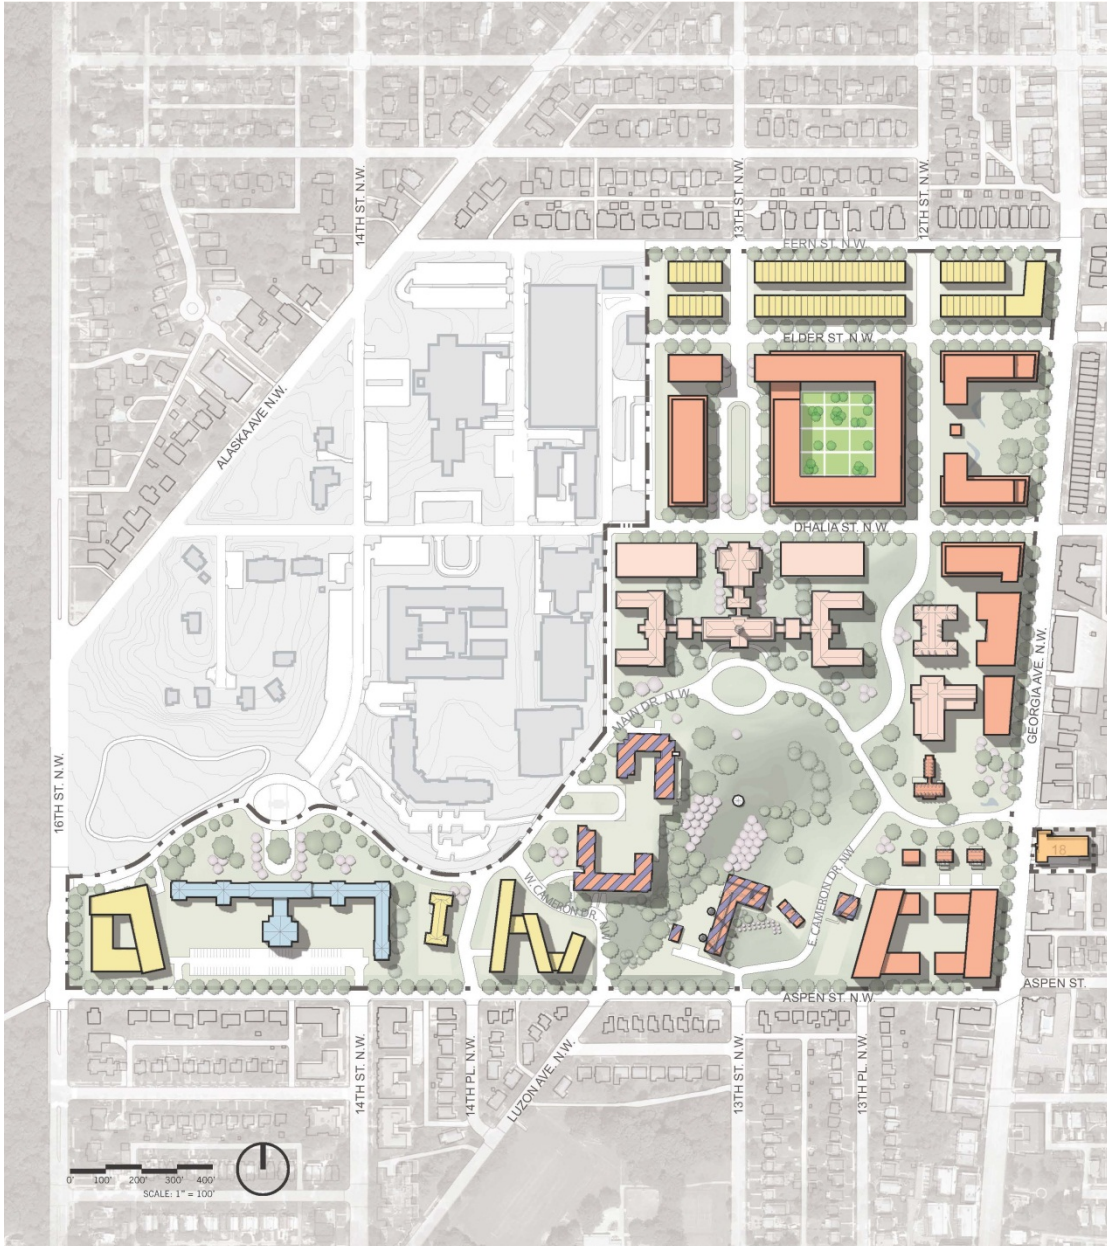 14TH ST. N.W.
13TH ST. N.W.
12TH ST. N.W.
FERN ST. N.W.
ELDER ST. N.W.
ALASKA AVE N.W.
DHALIA ST. N.W.
GEORGIA AVE. N.W.
MAIN DR. N.W.
16TH ST. N.W.
18
W. CAMERON DR.
E. CAMERON DR. NW
ASPEN ST. N.W.
ASPEN ST.
14TH ST. N.W.
14TH PL. N.W.
LUZON AVE. N.W.
13TH ST. N.W.
13TH PL. N.W.
0' 100' 200' 300' 400'
SCALE: 1" = 100'